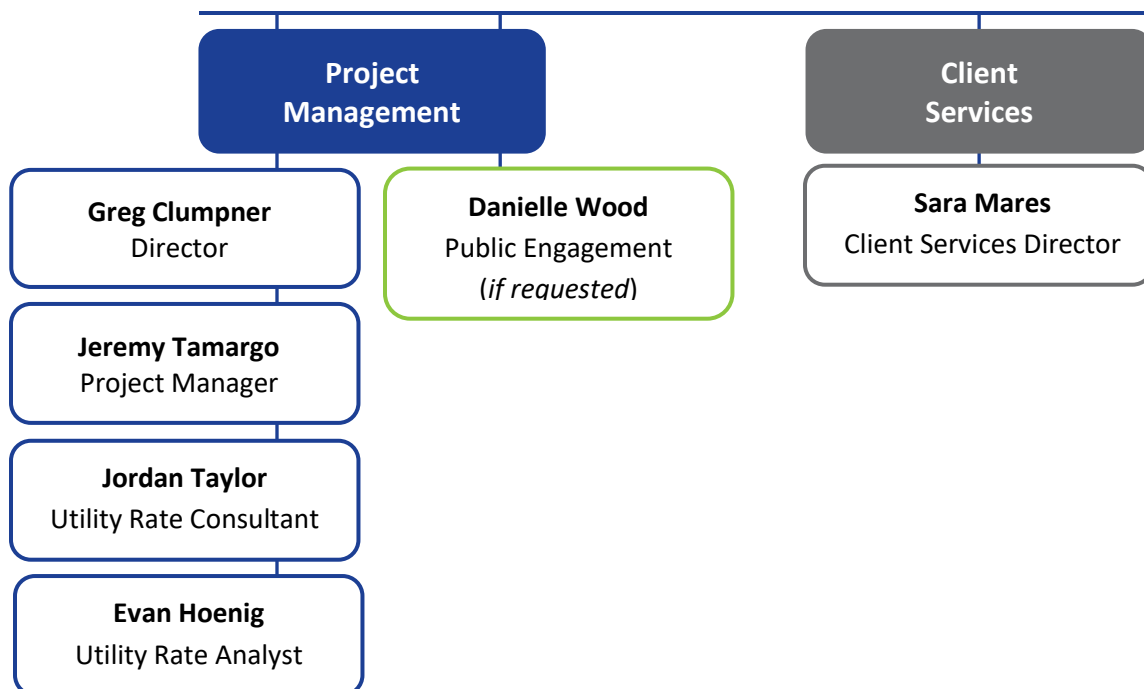 Project
Management
Client
Services
Greg Clumpner
Director
Danielle Wood
Public Engagement
(if requested)
Sara Mares
Client Services Director
Jeremy Tamargo
Project Manager
Jordan Taylor
Utility Rate Consultant
Evan Hoenig
Utility Rate Analyst